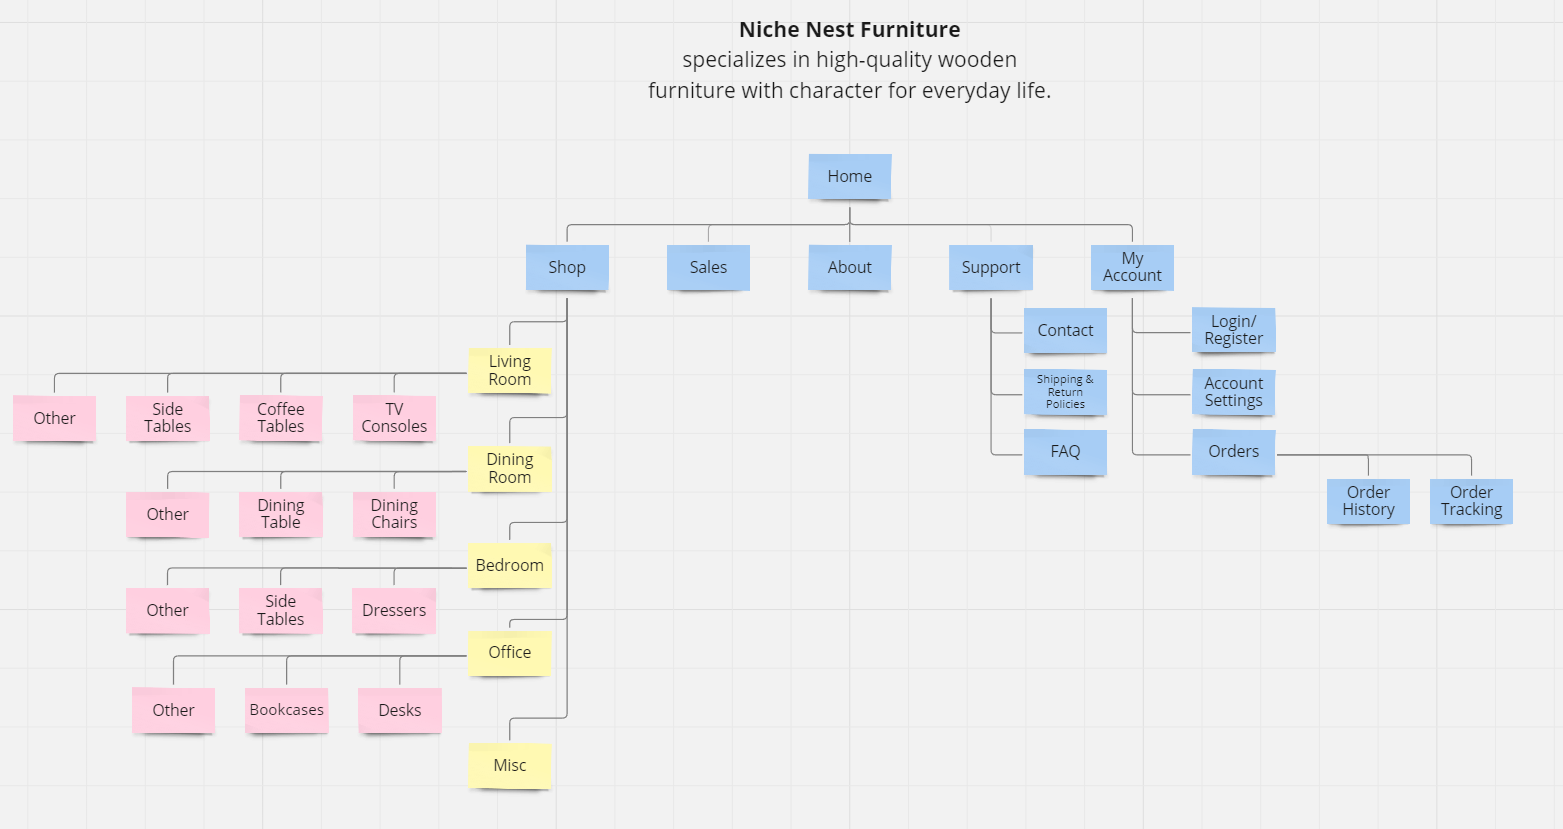 Niche Nest Furniture
specializes in high-quality wooden
furniture with character for everyday life.
Home
Shop
Sales
About
Support
My
Account
Contact
Shipping &
Return
Policies
FAQ
Login/
Register
Account
Settings
Orders
Order
History
Order
Tracking
Living
Room
Other
Side
Tables
Coffee
Tables
TV
Consoles
Dining
Room
Other
Dining
Table
Dining
Chairs
Bedroom
Other
Side
Tables
Dressers
Office
Other
Bookcases
Desks
Misc